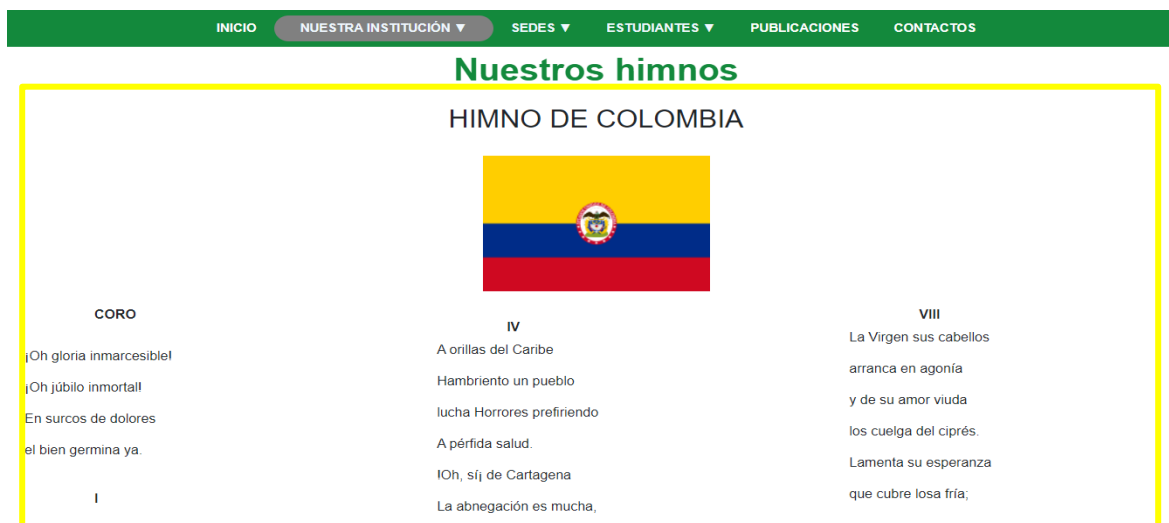 INICIO NUESTRA INSTITUCIÓN ▼ SEDES ▼ ESTUDIANTES ▼ PUBLICACIONES CONTACTOS
Nuestros himnos
HIMNO DE COLOMBIA
CORO
¡Oh gloria inmarcesible!
¡Oh júbilo inmortal!
En surcos de dolores
el bien germina ya.
I
IV
A orillas del Caribe
Hambriento un pueblo
lucha Horrores prefiriendo
A pérfida salud.
!Oh, sí¡ de Cartagena
La abnegación es mucha,
VIII
La Virgen sus cabellos
arranca en agonía
y de su amor viuda
los cuelga del ciprés.
Lamenta su esperanza
que cubre losa fría;